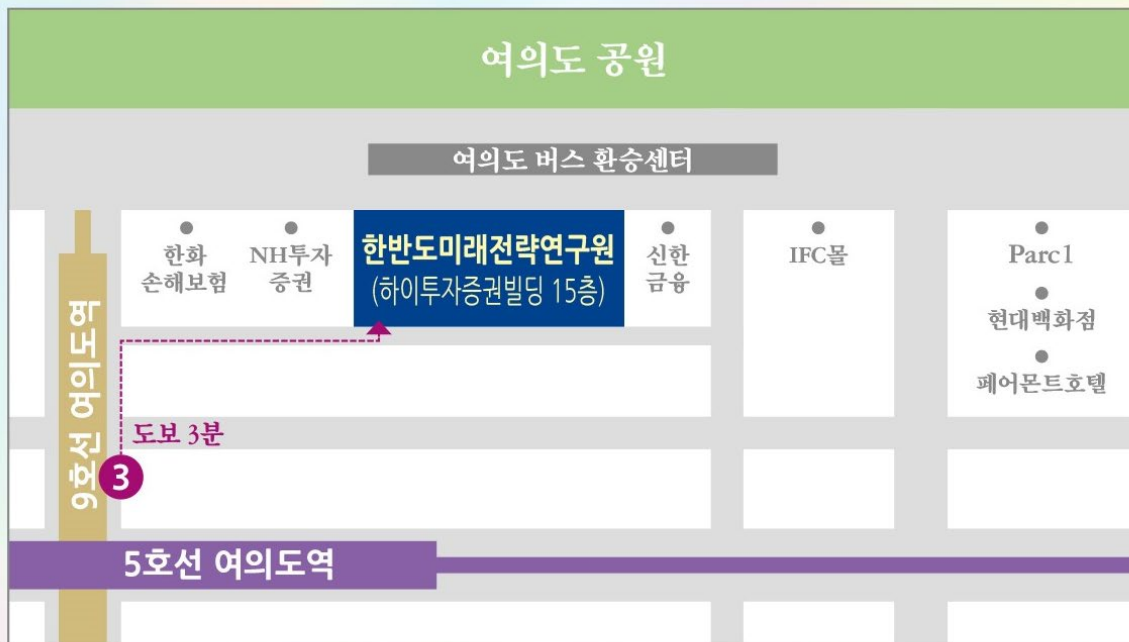 여의도 공원
여의도 버스 환승센터
한화
손해보험
NH투자
증권
한반도미래전략연구원
(하이투자증권빌딩 15층)
신한
금융
IFC몰
Parc1
현대백화점
페어몬트호텔
9호선 여의도역
도보 3분
3
5호선 여의도역